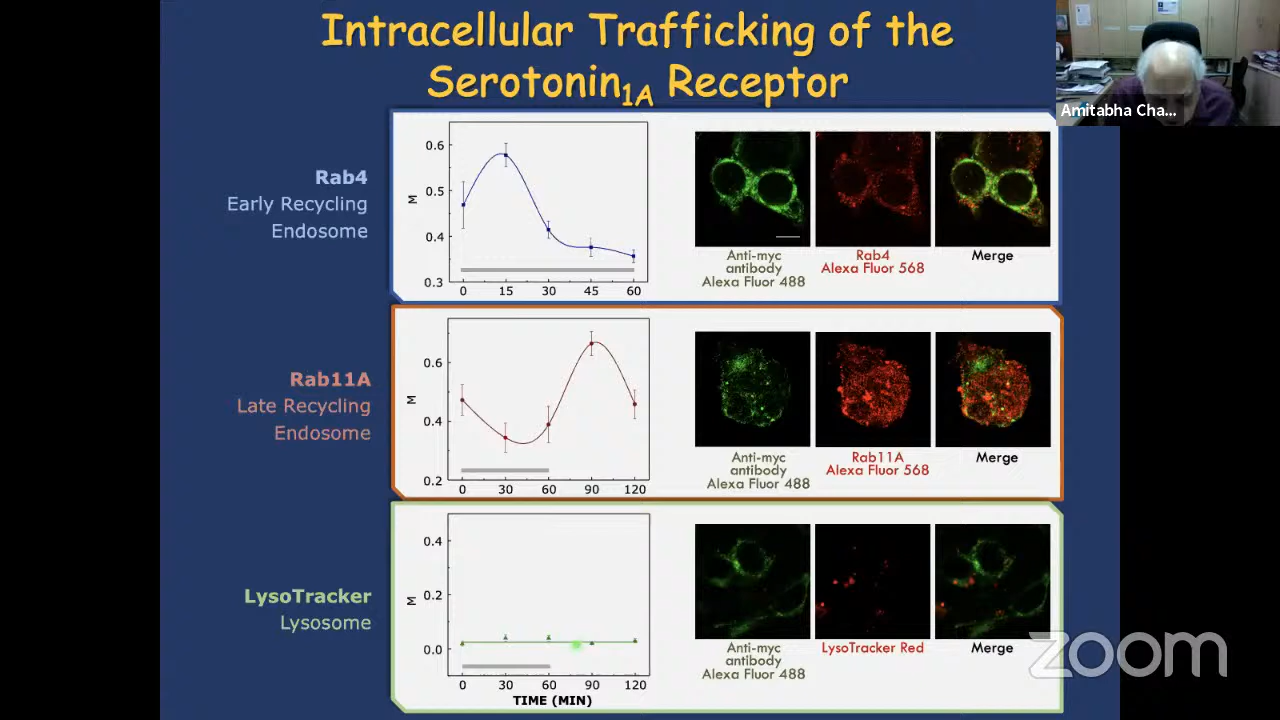 Intracellular Trafficking of the
Serotonin1A Receptor
Amitabha Cha...
Rab4
Early Recycling
Endosome
M
0.6
0.5
0.4
0.3
0 15 30 45 60
Anti-myc
antibody
Alexa Fluor 488
Rab4
Alexa Fluor 568
Merge
Rab11A
Late Recycling
Endosome
M
0.6
0.4
0.2
0 30 60 90 120
Anti-myc
antibody
Alexa Fluor 488
Rab11A
Alexa Fluor 568
Merge
LysoTracker
Lysosome
M
0.4
0.2
0.0
0 30 60 90 120
TIME (MIN)
Anti-myc
antibody
Alexa Fluor 488
LysoTracker Red
Merge
zoom